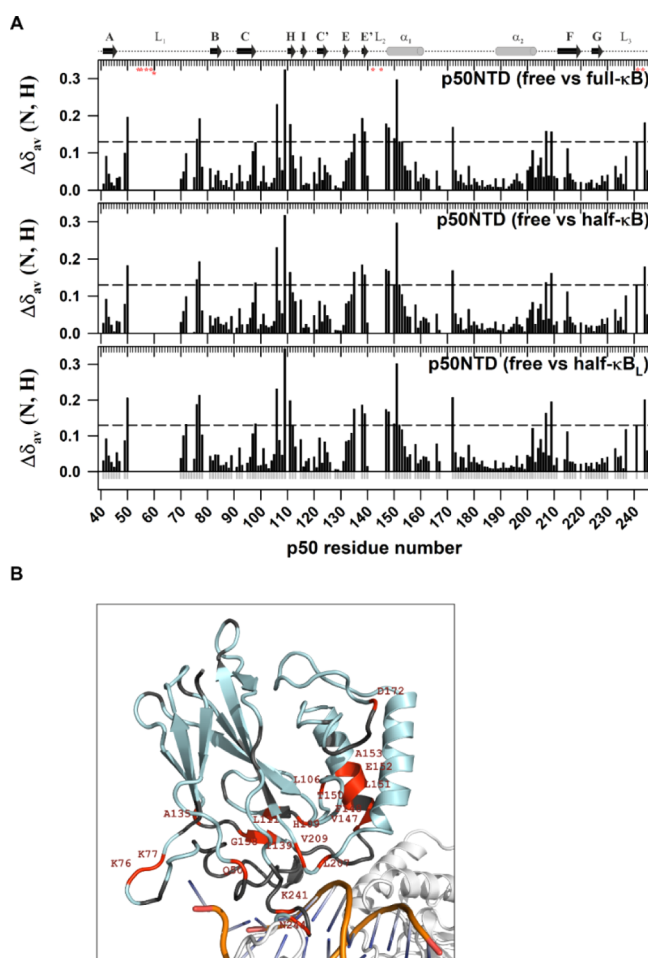 A
A L₁ B C H I C' E E' L₂ α₁ α₂ F G L₃
p50NTD (free vs full-κB)
Δδav (N, H)
0.3
0.2
0.1
0.0
p50NTD (free vs half-κB)
Δδav (N, H)
0.3
0.2
0.1
0.0
p50NTD (free vs half-κBL)
Δδav (N, H)
0.3
0.2
0.1
0.0
40 50 60 70 80 90 100 110 120 130 140 150 160 170 180 190 200 210 220 230 240
p50 residue number
B
D172
A153
E152
L106
L151
V147
A135
V209
K77
K76
L207
K241